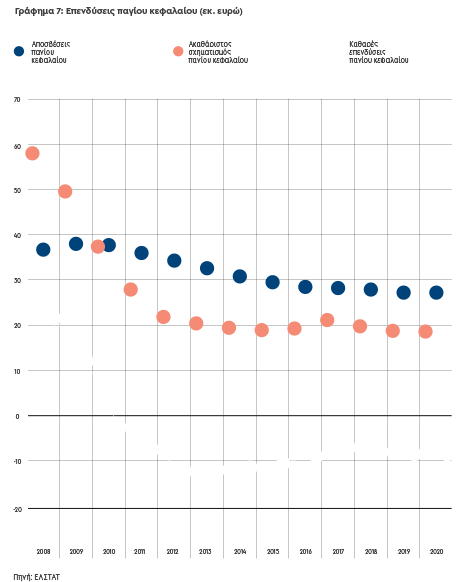 Γράφημα 7: Επενδύσεις παγίου κεφαλαίου (εκ. ευρώ)
Αποσβέσεις
παγίου
κεφαλαίου
Ακαθάριστος
σχηματισμός
παγίου κεφαλαίου
Καθαρές
επενδύσεις
παγίου κεφαλαίου
70
60
50
40
30
20
10
0
-10
-20
2008 2009 2010 2011 2012 2013 2014 2015 2016 2017 2018 2019 2020
Πηγή: ΕΛΣΤΑΤ